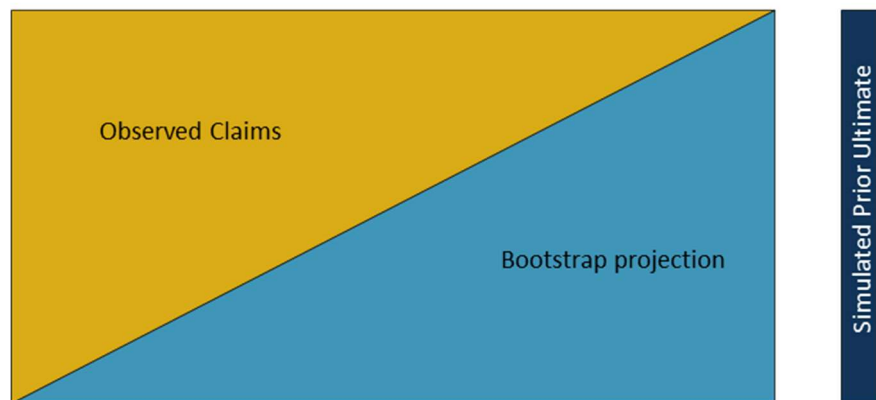 Observed Claims
Bootstrap projection
Simulated Prior Ultimate